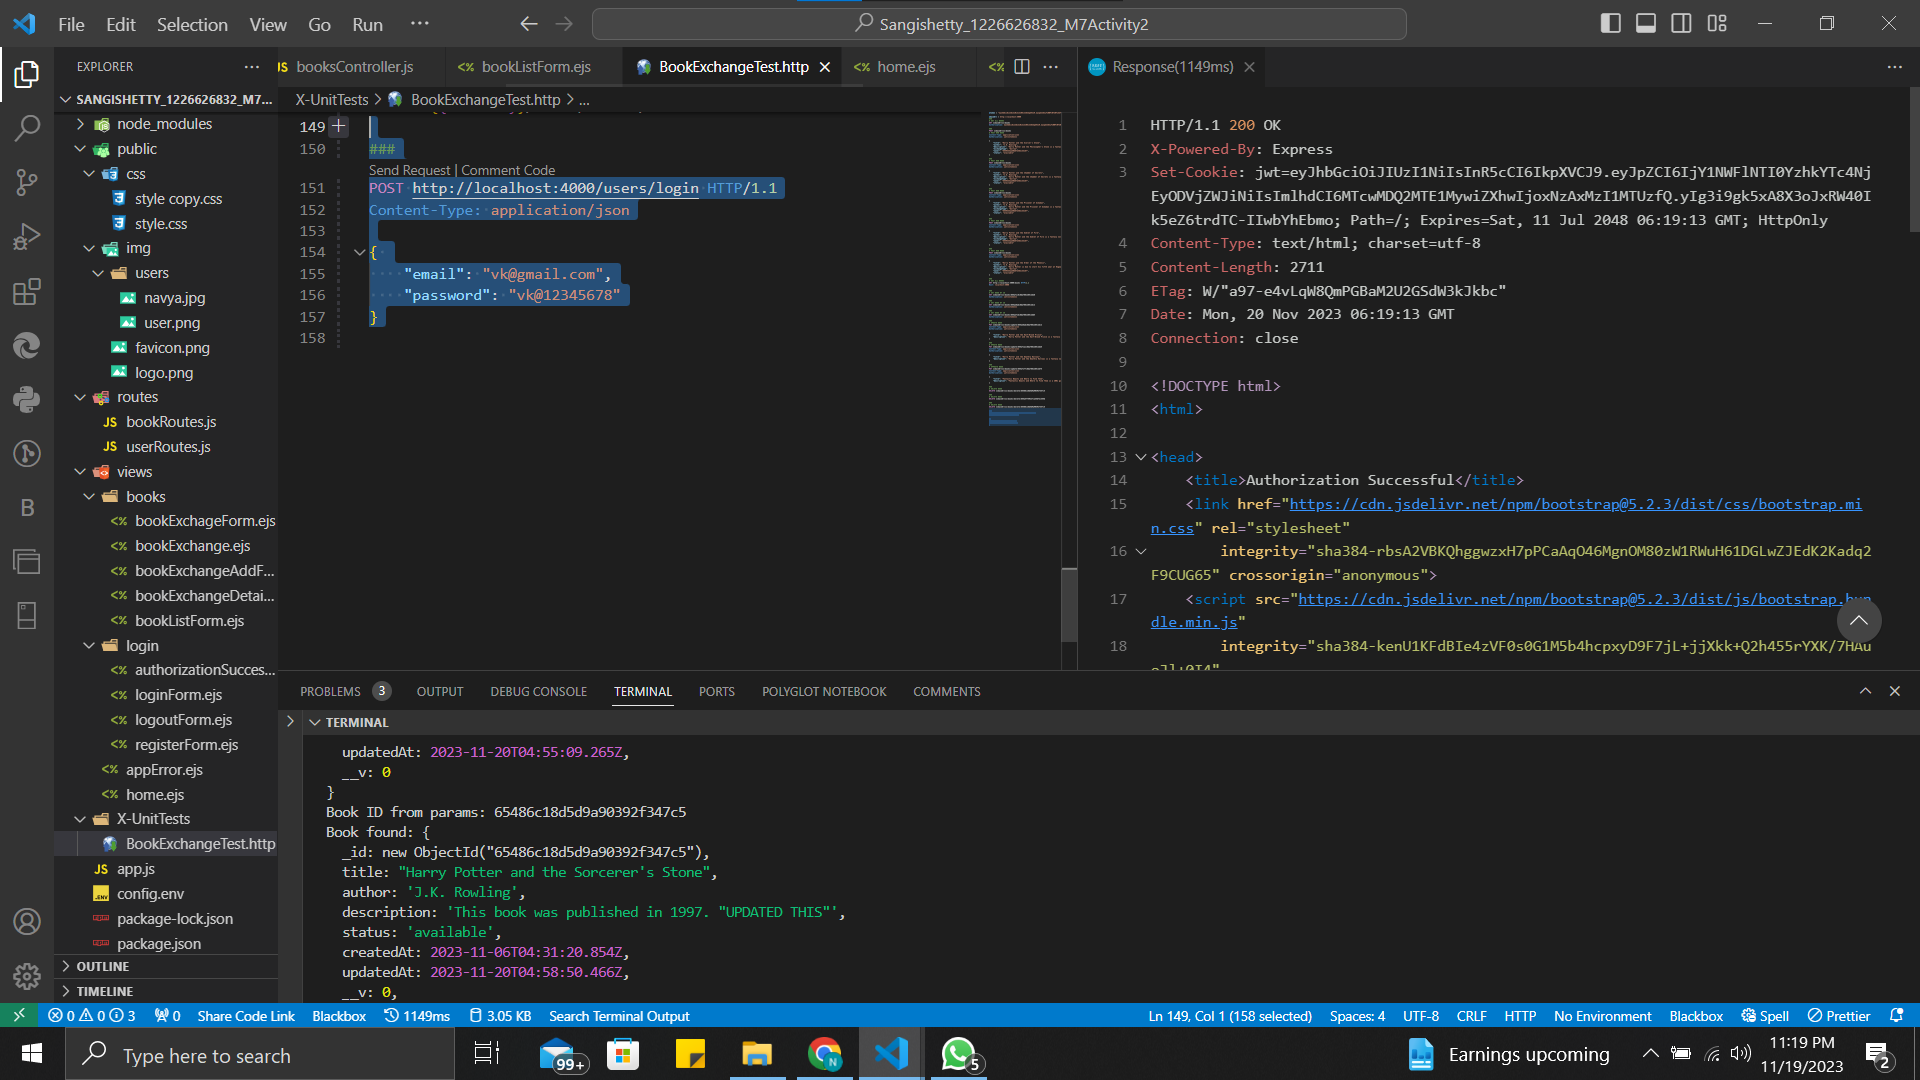 File Edit Selection View Go Run ···
Sangishetty_1226626832_M7Activity2
EXPLORER ···
SANGISHETTY_1226626832_M7...
node_modules
public
css
style copy.css
style.css
img
users
navya.jpg
user.png
favicon.png
logo.png
routes
JS bookRoutes.js
JS userRoutes.js
views
books
<% bookExchageForm.ejs
<% bookExchange.ejs
<% bookExchangeAddF...
<% bookExchangeDetai...
<% bookListForm.ejs
login
<% authorizationSucces...
<% loginForm.ejs
<% logoutForm.ejs
<% registerForm.ejs
<% appError.ejs
<% home.ejs
X-UnitTests
BookExchangeTest.http
JS app.js
.ENV config.env
package-lock.json
package.json
OUTLINE
TIMELINE
JS booksController.js
<% bookListForm.ejs
BookExchangeTest.http
<% home.ejs
<%
···
X-UnitTests > BookExchangeTest.http > ...
149
150 ###
Send Request | Comment Code
151 POST http://localhost:4000/users/login HTTP/1.1
152 Content-Type: application/json
153
154 {
155 "email": "vk@gmail.com",
156 "password": "vk@12345678"
157 }
158
Response(1149ms)
···
1 HTTP/1.1 200 OK
2 X-Powered-By: Express
3 Set-Cookie: jwt=eyJhbGciOiJIUzI1NiIsInR5cCI6IkpXVCJ9.eyJpZCI6IjY1NWFlNTI0YzhkYTc4Nj
EyODVjZWJiNiIsImlhdCI6MTcwMDQ2MTE1MywiZXhwIjoxNzAxMzI1MTUzfQ.yIg3i9gk5xA8X3oJxRW40I
k5eZ6trdTC-IIwbYhEbmo; Path=/; Expires=Sat, 11 Jul 2048 06:19:13 GMT; HttpOnly
4 Content-Type: text/html; charset=utf-8
5 Content-Length: 2711
6 ETag: W/"a97-e4vLqW8QmPGBaM2U2GSdW3kJkbc"
7 Date: Mon, 20 Nov 2023 06:19:13 GMT
8 Connection: close
9
10 <!DOCTYPE html>
11 <html>
12
13 <head>
14 <title>Authorization Successful</title>
15 <link href="https://cdn.jsdelivr.net/npm/bootstrap@5.2.3/dist/css/bootstrap.mi
n.css" rel="stylesheet"
16 integrity="sha384-rbsA2VBKQhggwzxH7pPCaAqO46MgnOM80zW1RWuH61DGLwZJEdK2Kadq2
F9CUG65" crossorigin="anonymous">
17 <script src="https://cdn.jsdelivr.net/npm/bootstrap@5.2.3/dist/js/bootstrap.bun
dle.min.js"
18 integrity="sha384-kenU1KFdBIe4zVF0s0G1M5b4hcpxyD9F7jL+jjXkk+Q2h455rYXK/7HAu
PROBLEMS 3 OUTPUT DEBUG CONSOLE TERMINAL PORTS POLYGLOT NOTEBOOK COMMENTS
TERMINAL
updatedAt: 2023-11-20T04:55:09.265Z,
__v: 0
}
Book ID from params: 65486c18d5d9a90392f347c5
Book found: {
_id: new ObjectId("65486c18d5d9a90392f347c5"),
title: "Harry Potter and the Sorcerer's Stone",
author: 'J.K. Rowling',
description: 'This book was published in 1997. "UPDATED THIS"',
status: 'available',
createdAt: 2023-11-06T04:31:20.854Z,
updatedAt: 2023-11-20T04:58:50.466Z,
__v: 0,
0 0 3 0 Share Code Link Blackbox 1149ms 3.05 KB Search Terminal Output Ln 149, Col 1 (158 selected) Spaces: 4 UTF-8 CRLF HTTP No Environment Blackbox Spell Prettier
Type here to search
99+
N
5
Earnings upcoming
11:19 PM
11/19/2023
2